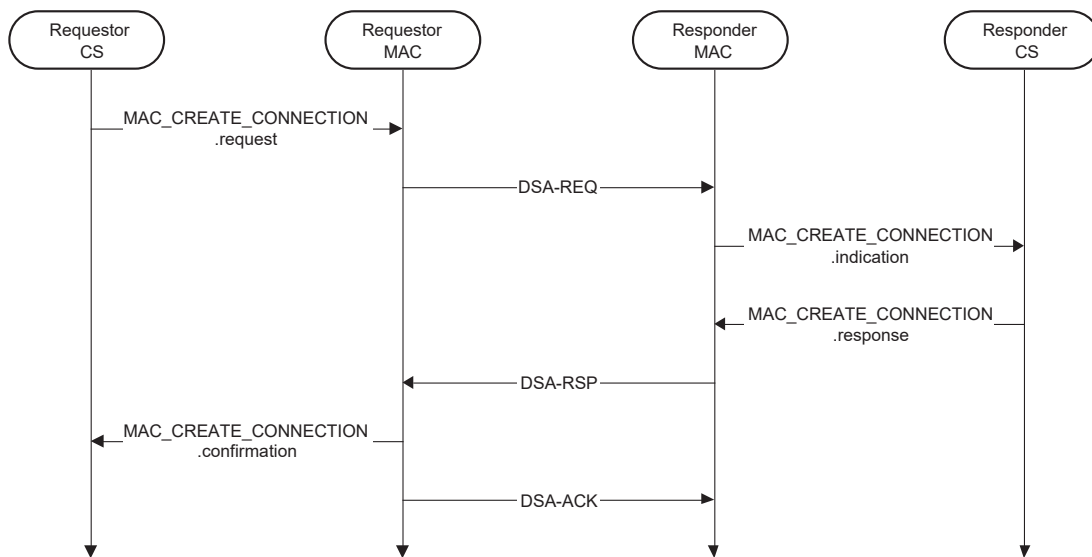 Requestor
CS
Requestor
MAC
Responder
MAC
Responder
CS
MAC_CREATE_CONNECTION
.request
DSA-REQ
MAC_CREATE_CONNECTION
.indication
MAC_CREATE_CONNECTION
.response
DSA-RSP
MAC_CREATE_CONNECTION
.confirmation
DSA-ACK